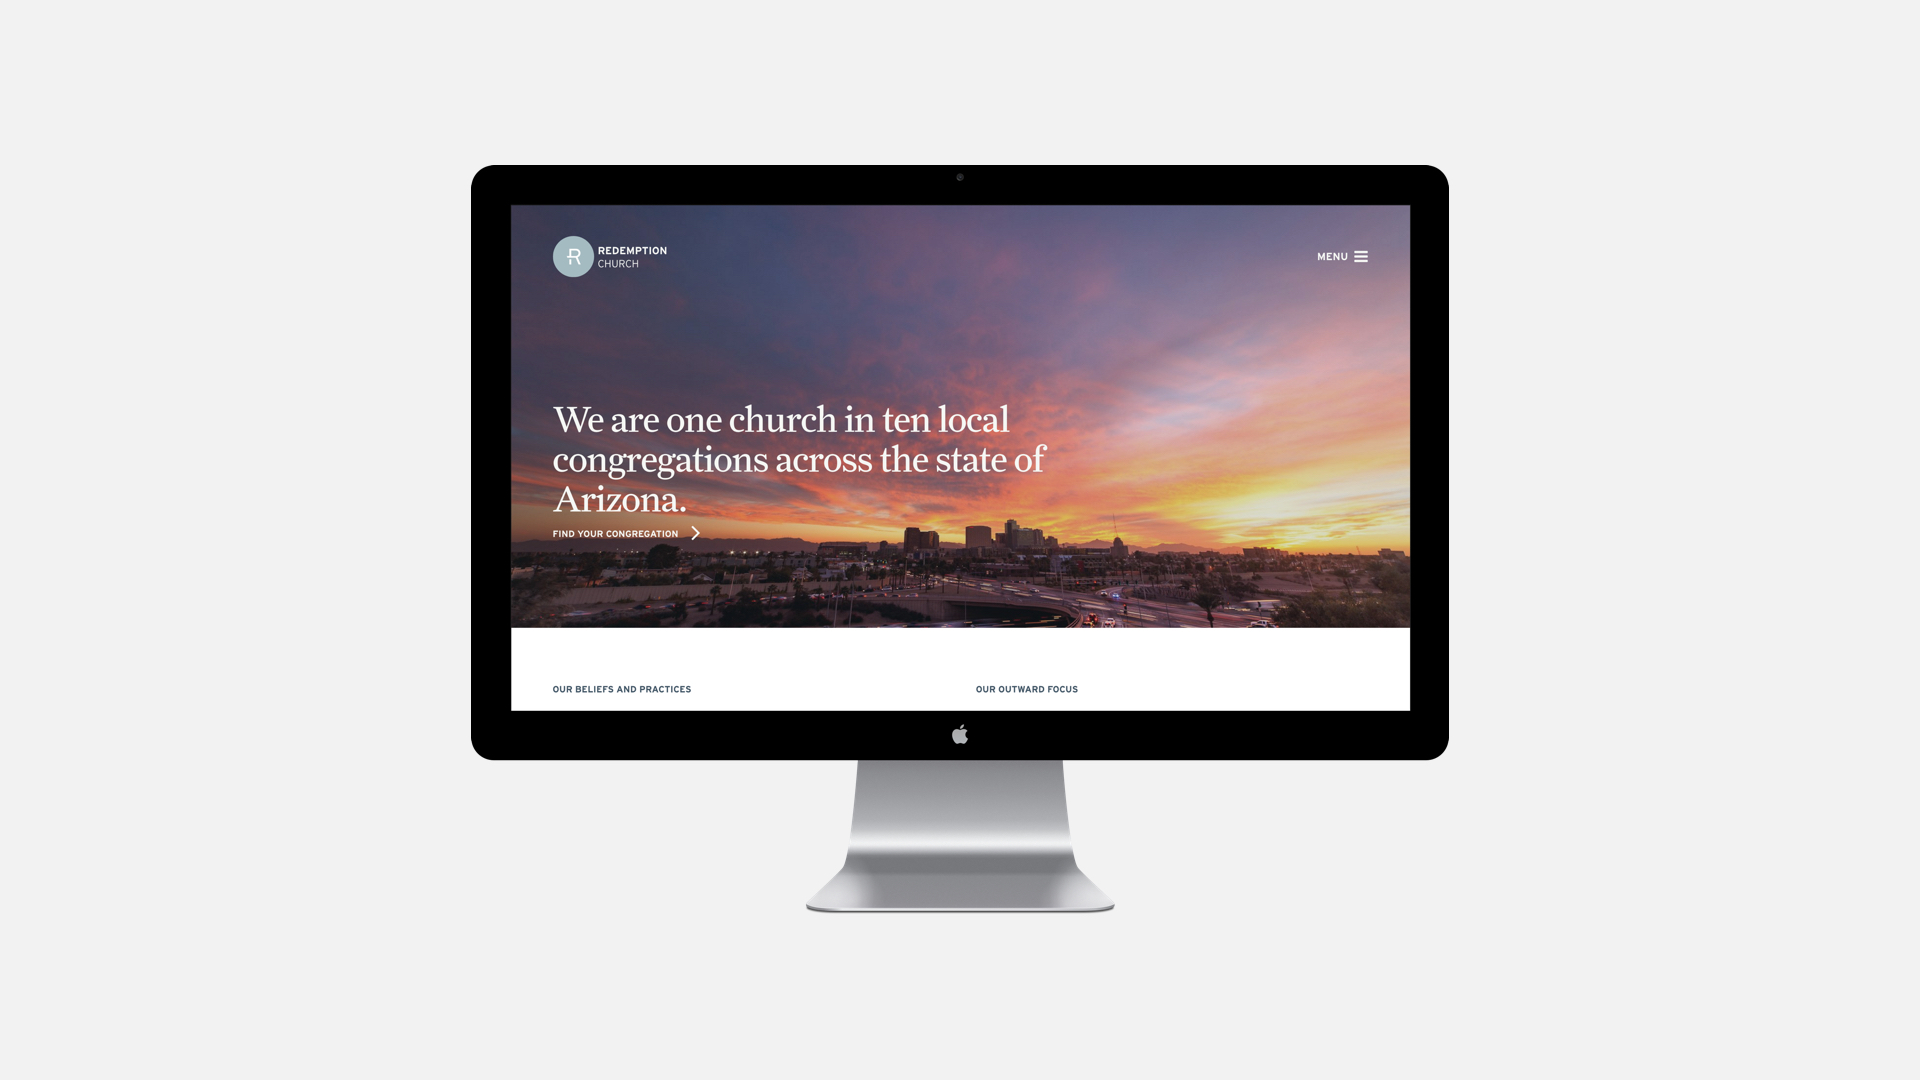 REDEMPTION
CHURCH
MENU
We are one church in ten local
congregations across the state of
Arizona.
FIND YOUR CONGREGATION
OUR BELIEFS AND PRACTICES
OUR OUTWARD FOCUS